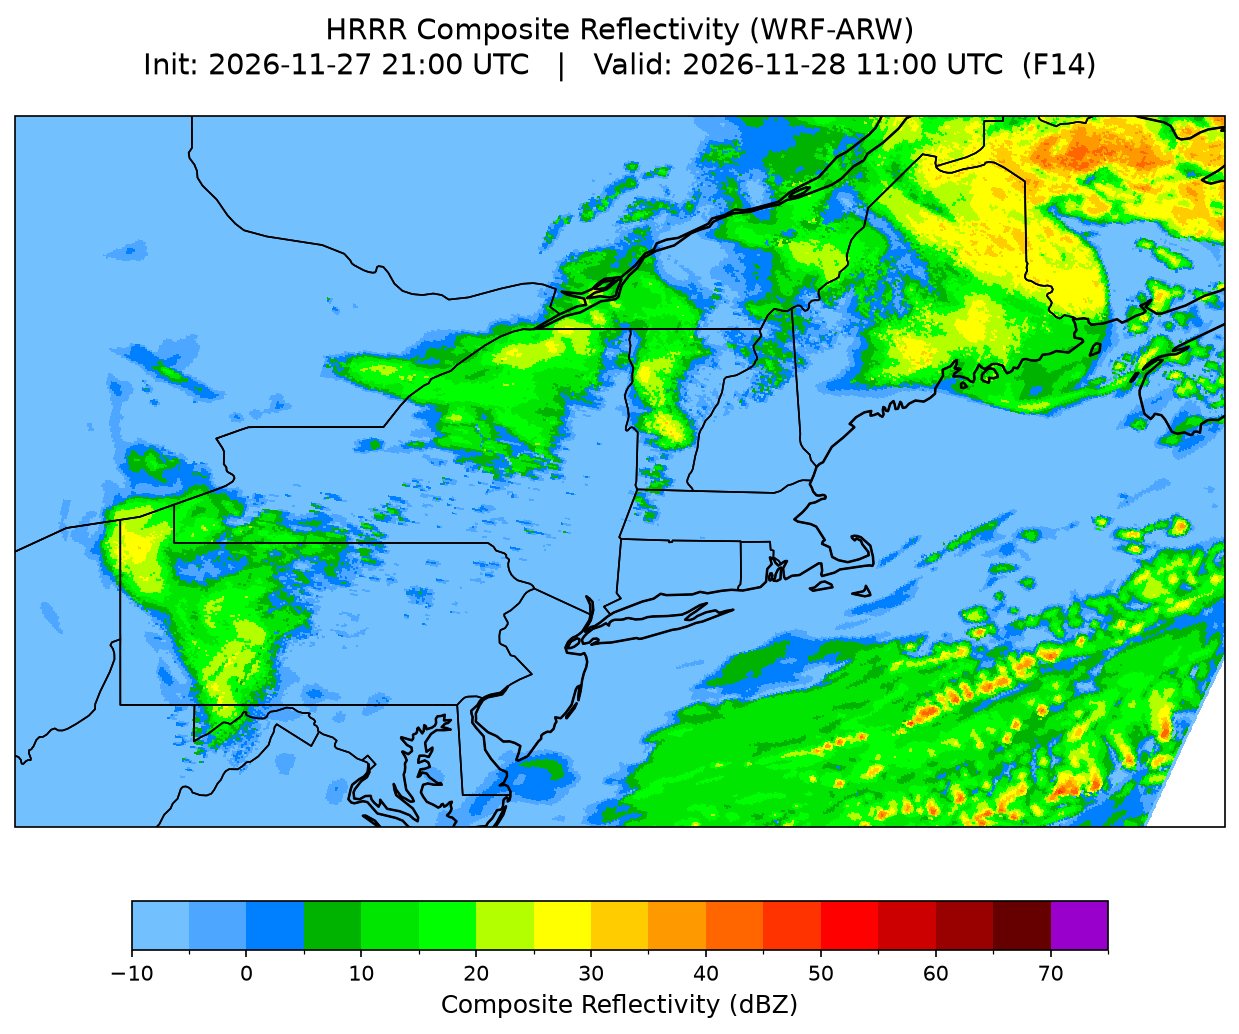 HRRR Composite Reflectivity (WRF-ARW)
Init: 2026-11-27 21:00 UTC | Valid: 2026-11-28 11:00 UTC (F14)
−10 0 10 20 30 40 50 60 70
Composite Reflectivity (dBZ)